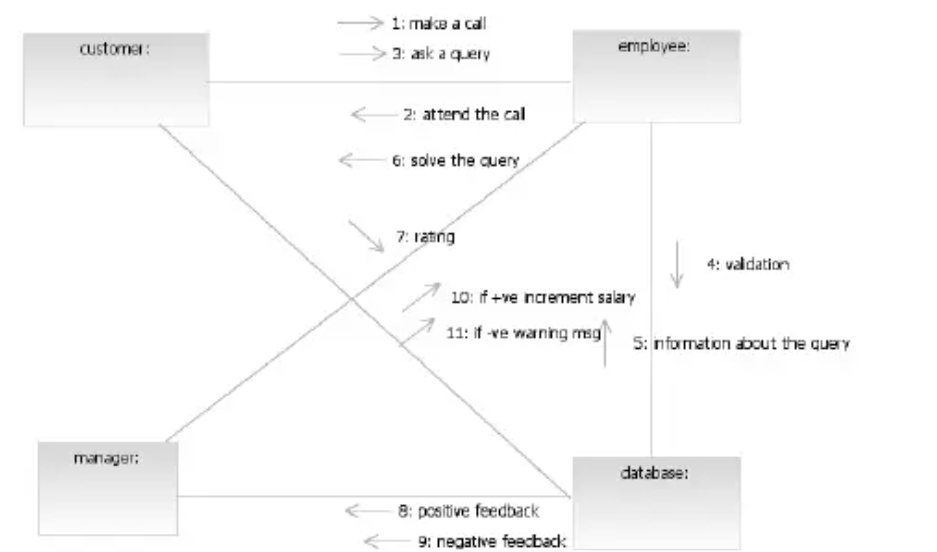 1: make a call
customer:
employee:
3: ask a query
2: attend the call
6: solve the query
7: rating
4: validation
10: if +ve increment salary
11: if -ve warning msg
5: information about the query
manager:
database:
8: positive feedback
9: negative feedback